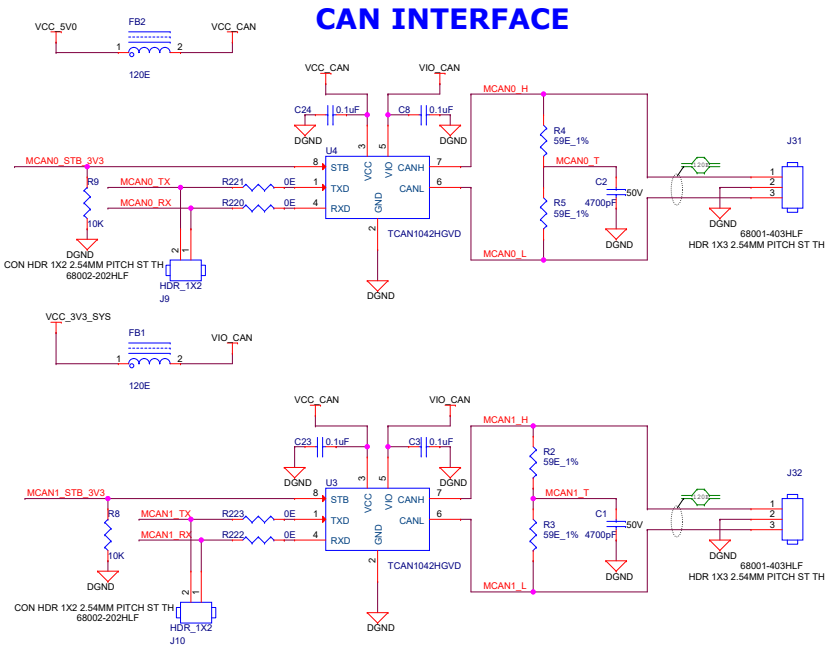 CAN INTERFACE
VCC_5V0
FB2
VCC_CAN
1
2
120E
VCC_CAN
VIO_CAN
C24
0.1uF
C8
0.1uF
DGND
DGND
MCAN0_H
U4
3
5
R4
59E_1%
J31
MCAN0_STB_3V3
8
STB
VCC
VIO
CANH
7
MCAN0_T
120E
R9
MCAN0_TX
R221
0E
1
TXD
CANL
6
C2
50V
1
2
3
MCAN0_RX
R220
0E
4
RXD
GND
4700pF
10K
R5
59E_1%
DGND
2
TCAN1042HGVD
DGND
68001-403HLF
HDR 1X3 2.54MM PITCH ST TH
DGND
CON HDR 1X2 2.54MM PITCH ST TH
68002-202HLF
2
1
MCAN0_L
HDR_1X2
J9
DGND
VCC_3V3_SYS
FB1
VIO_CAN
1
2
120E
VCC_CAN
VIO_CAN
C23
0.1uF
C3
0.1uF
DGND
DGND
MCAN1_H
U3
3
5
R2
59E_1%
J32
MCAN1_STB_3V3
8
STB
VCC
VIO
CANH
7
MCAN1_T
120E
R8
MCAN1_TX
R223
0E
1
TXD
CANL
6
C1
50V
1
2
3
MCAN1_RX
R222
0E
4
RXD
GND
4700pF
10K
R3
59E_1%
DGND
2
TCAN1042HGVD
DGND
68001-403HLF
HDR 1X3 2.54MM PITCH ST TH
DGND
CON HDR 1X2 2.54MM PITCH ST TH
68002-202HLF
2
1
MCAN1_L
HDR_1X2
J10
DGND